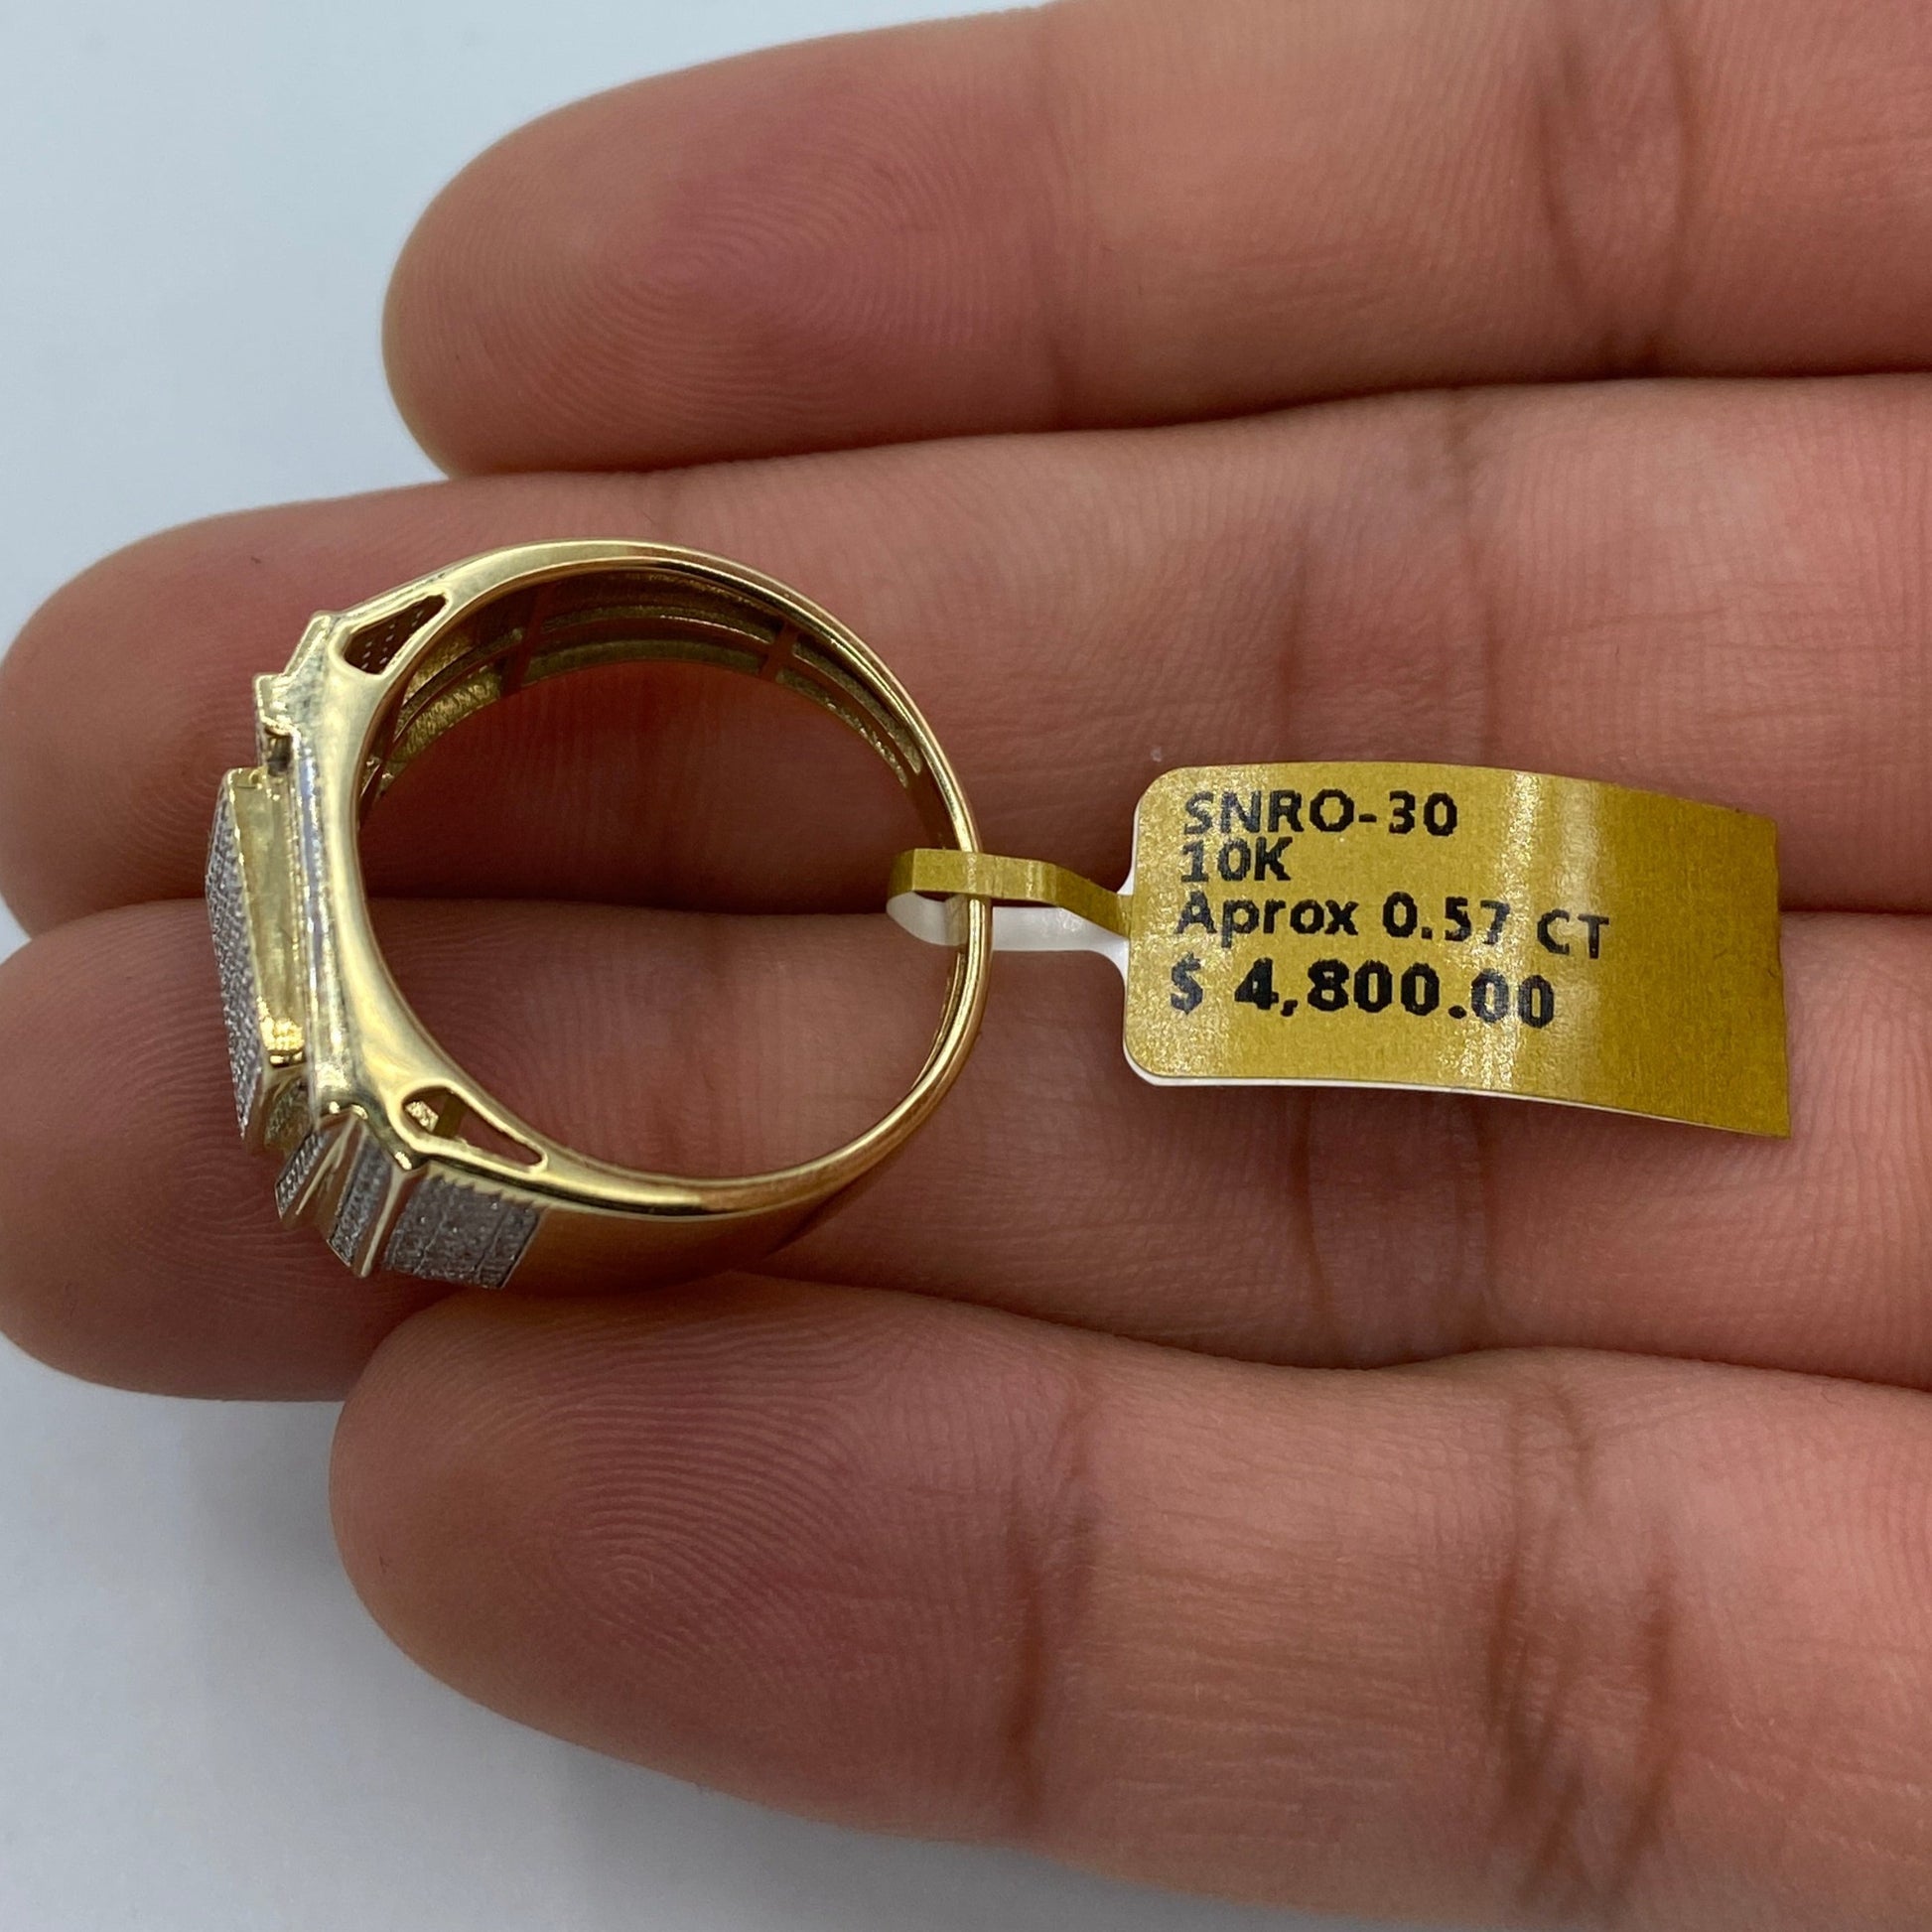 SNRO-30
10K
Aprox 0.57 CT
$ 4,800.00